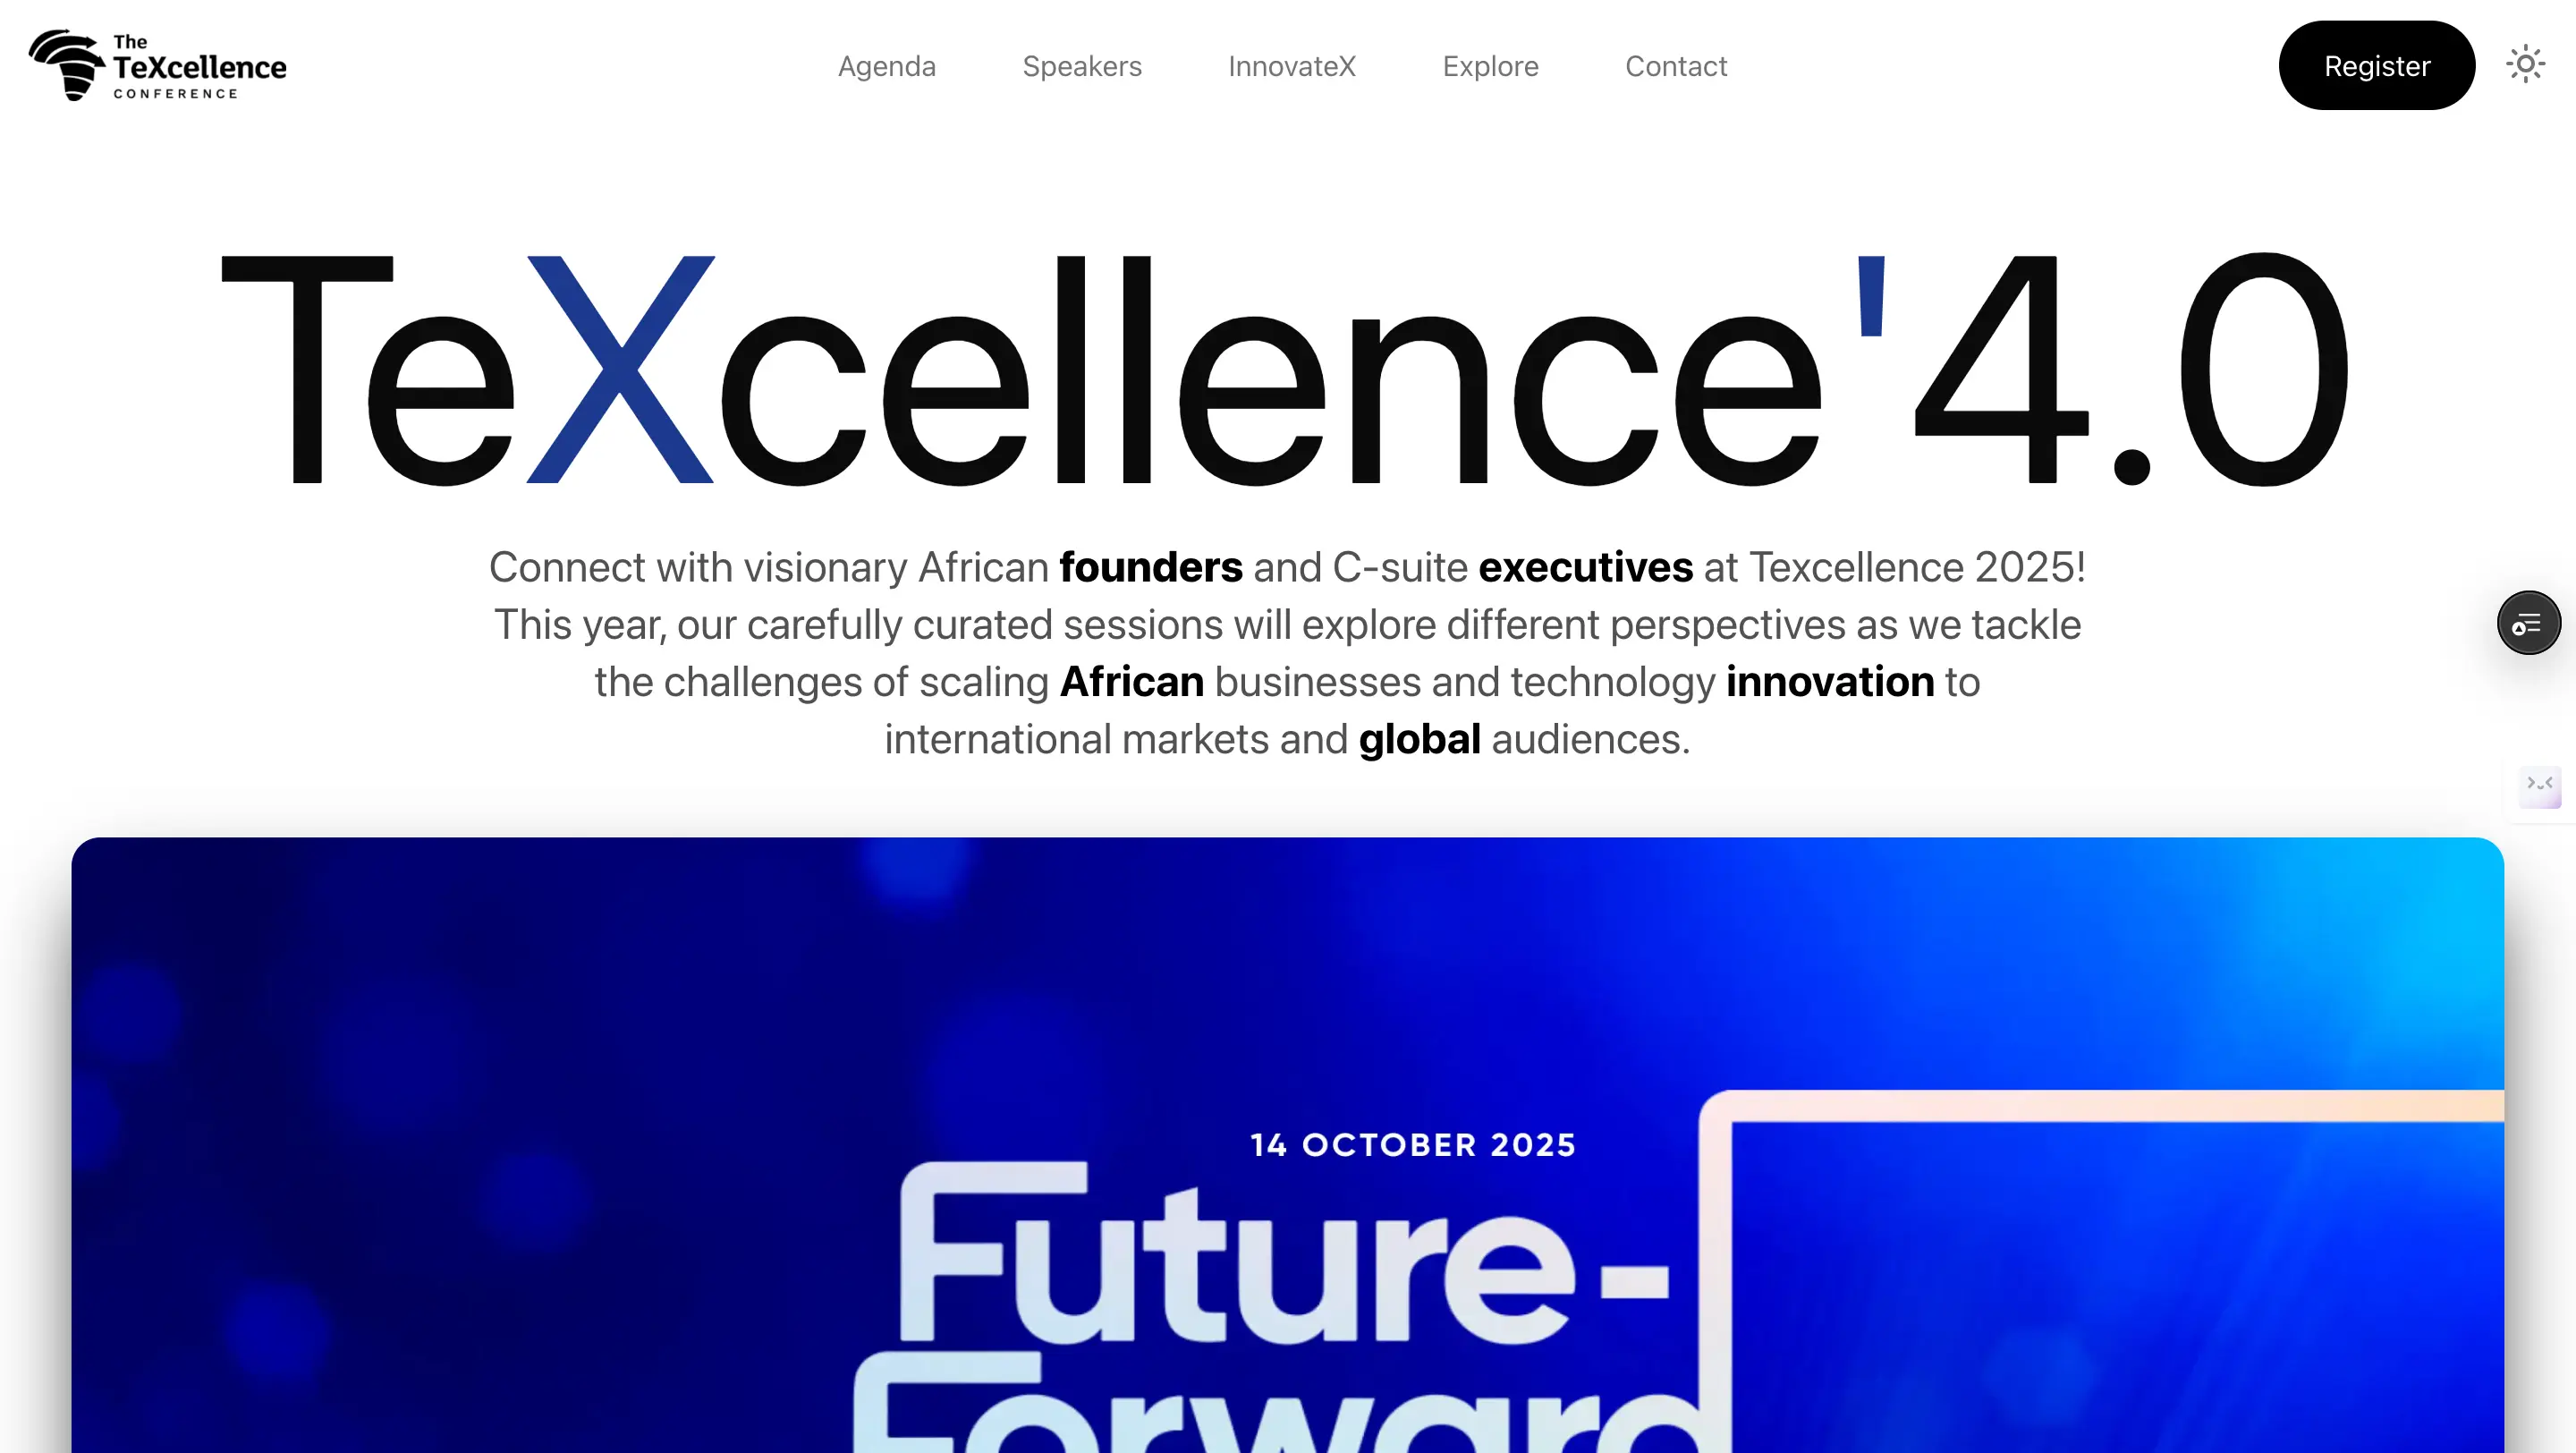 The
TeXcellence
CONFERENCE
Agenda
Speakers
InnovateX
Explore
Contact
Register
TeXcellence'4.0
Connect with visionary African founders and C-suite executives at Texcellence 2025!
This year, our carefully curated sessions will explore different perspectives as we tackle
the challenges of scaling African businesses and technology innovation to
international markets and global audiences.
14 OCTOBER 2025
Future-
Forward